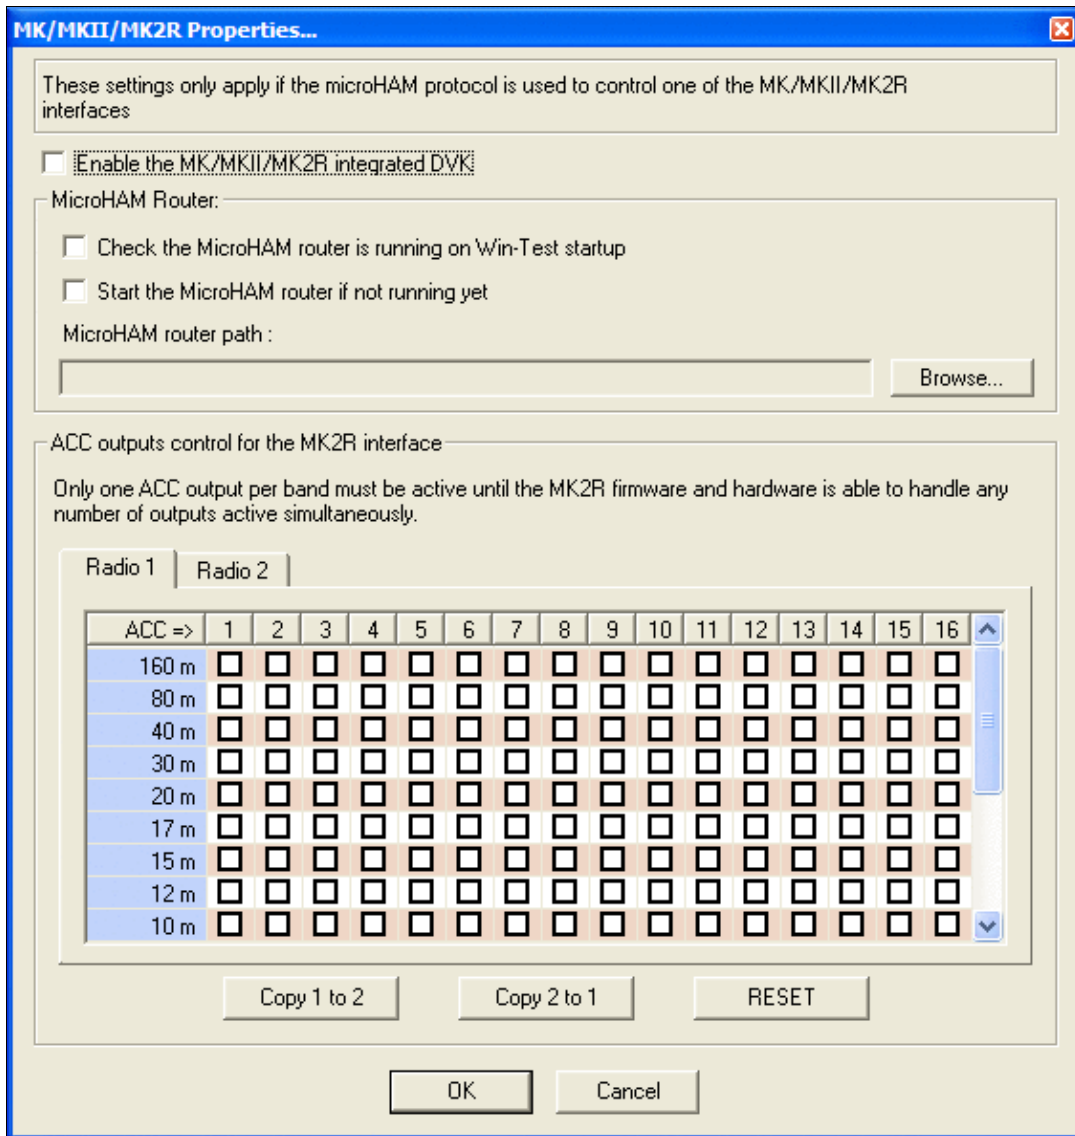 MK/MKII/MK2R Properties...
These settings only apply if the microHAM protocol is used to control one of the MK/MKII/MK2R
interfaces
Enable the MK/MKII/MK2R integrated DVK
MicroHAM Router:
Check the MicroHAM router is running on Win-Test startup
Start the MicroHAM router if not running yet
MicroHAM router path :
Browse...
ACC outputs control for the MK2R interface
Only one ACC output per band must be active until the MK2R firmware and hardware is able to handle any
number of outputs active simultaneously.
Radio 1 Radio 2
ACC => 1 2 3 4 5 6 7 8 9 10 11 12 13 14 15 16
160 m
80 m
40 m
30 m
20 m
17 m
15 m
12 m
10 m
Copy 1 to 2 Copy 2 to 1 RESET
OK Cancel